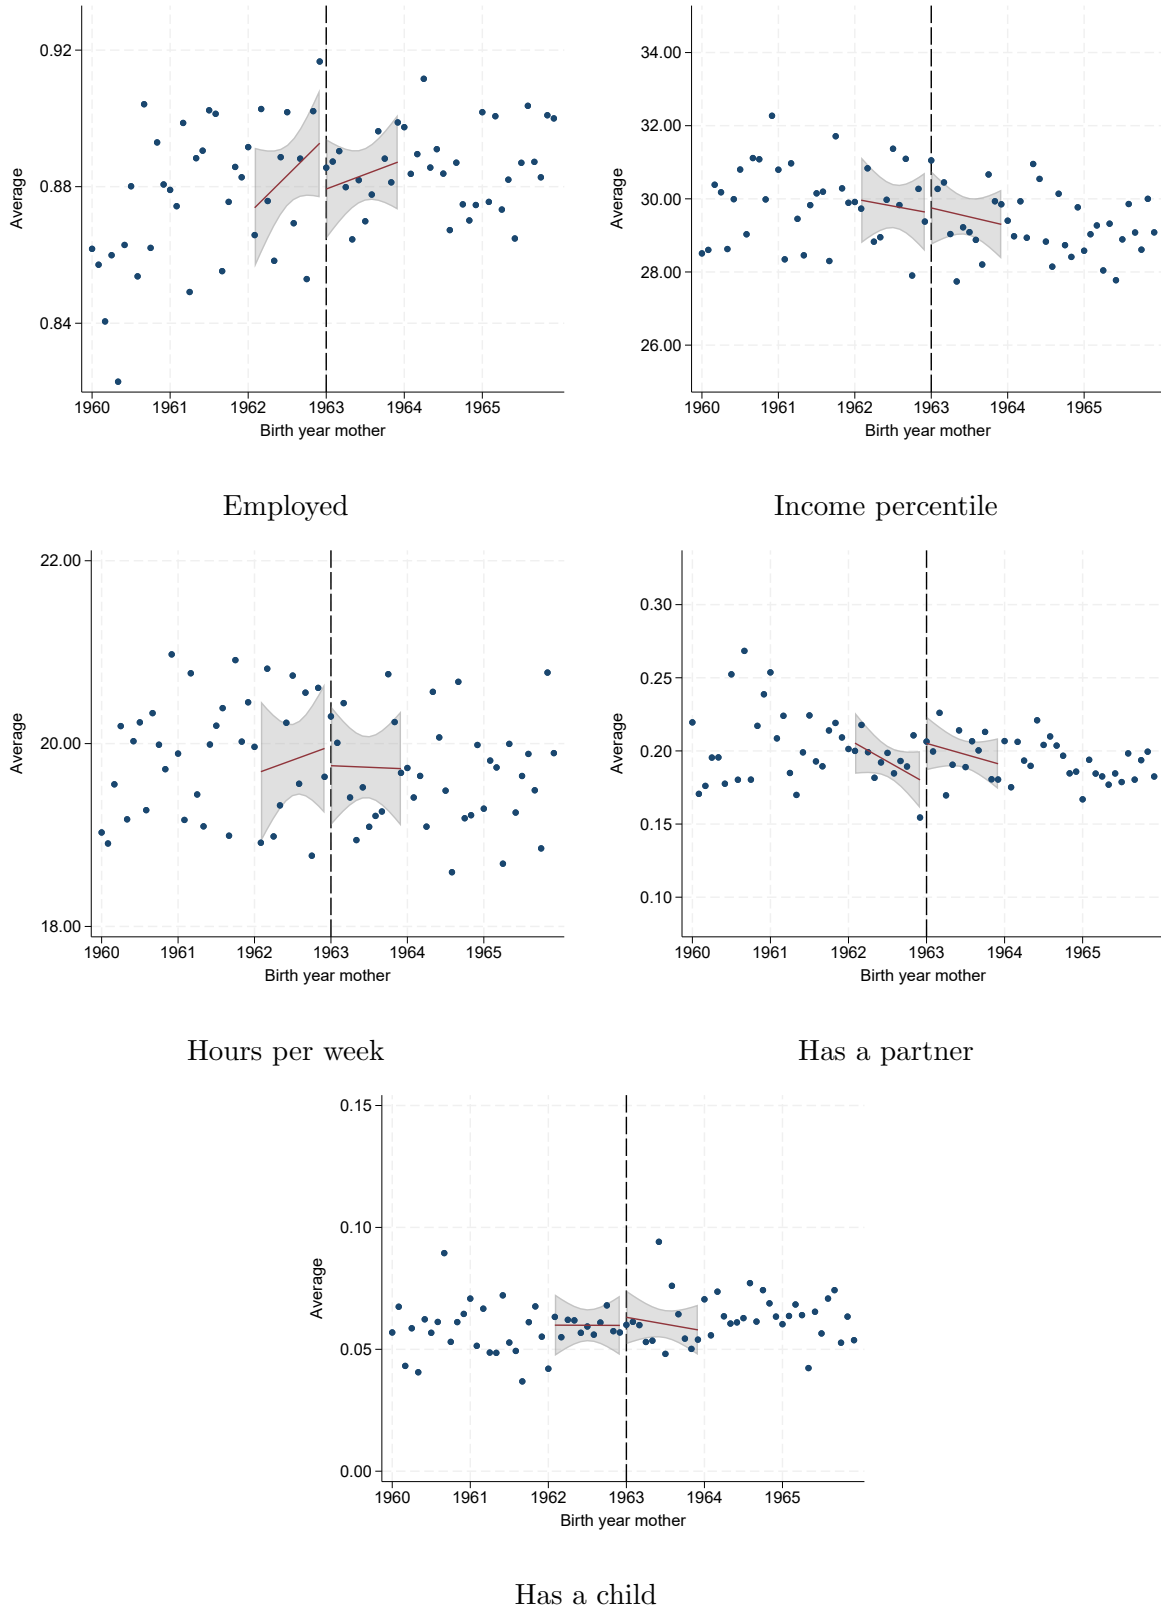 0.92
0.88
0.84
Average
1960 1961 1962 1963 1964 1965
Birth year mother
Employed
34.00
32.00
30.00
28.00
26.00
Average
1960 1961 1962 1963 1964 1965
Birth year mother
Income percentile
22.00
20.00
18.00
Average
1960 1961 1962 1963 1964 1965
Birth year mother
Hours per week
0.30
0.25
0.20
0.15
0.10
Average
1960 1961 1962 1963 1964 1965
Birth year mother
Has a partner
0.15
0.10
0.05
0.00
Average
1960 1961 1962 1963 1964 1965
Birth year mother
Has a child